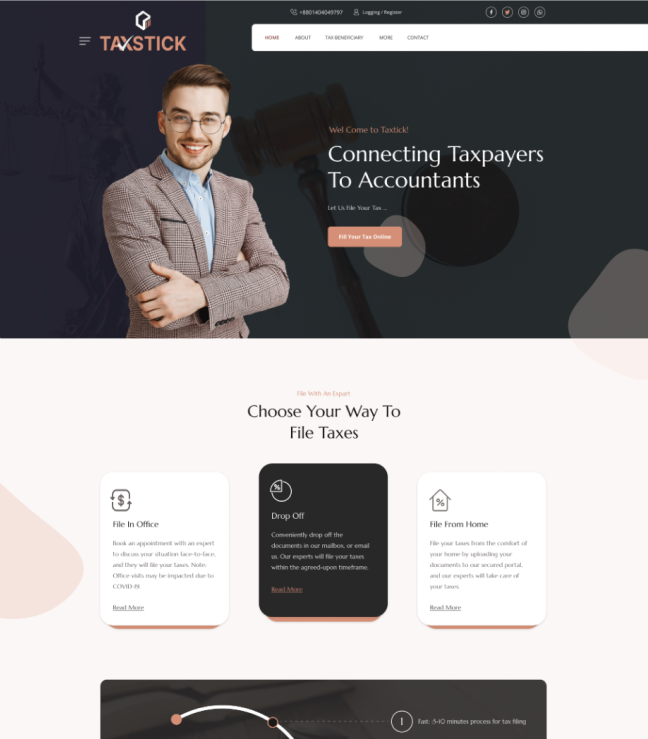 +8801404049797
Logging / Register
TAXSTICK
HOME ABOUT TAX BENEFICIARY MORE CONTACT
Wel Come to Taxtick!
Connecting Taxpayers
To Accountants
Let Us File Your Tax ...
Fill Your Tax Online
File With An Expert
Choose Your Way To
File Taxes
$
File In Office
Book an appointment with an expert
to discuss your situation face-to-face,
and they will file your taxes. Note:
Office visits may be impacted due to
COVID-19.
Read More
%
Drop Off
Conveniently drop off the
documents in our mailbox, or email
us. Our experts will file your taxes
within the agreed-upon timeframe.
Read More
%
File From Home
File your taxes from the comfort of
your home by uploading your
documents to our secured portal,
and our experts will take care of
your taxes.
Read More
1 Fast: -5-10 minutes process for tax filing